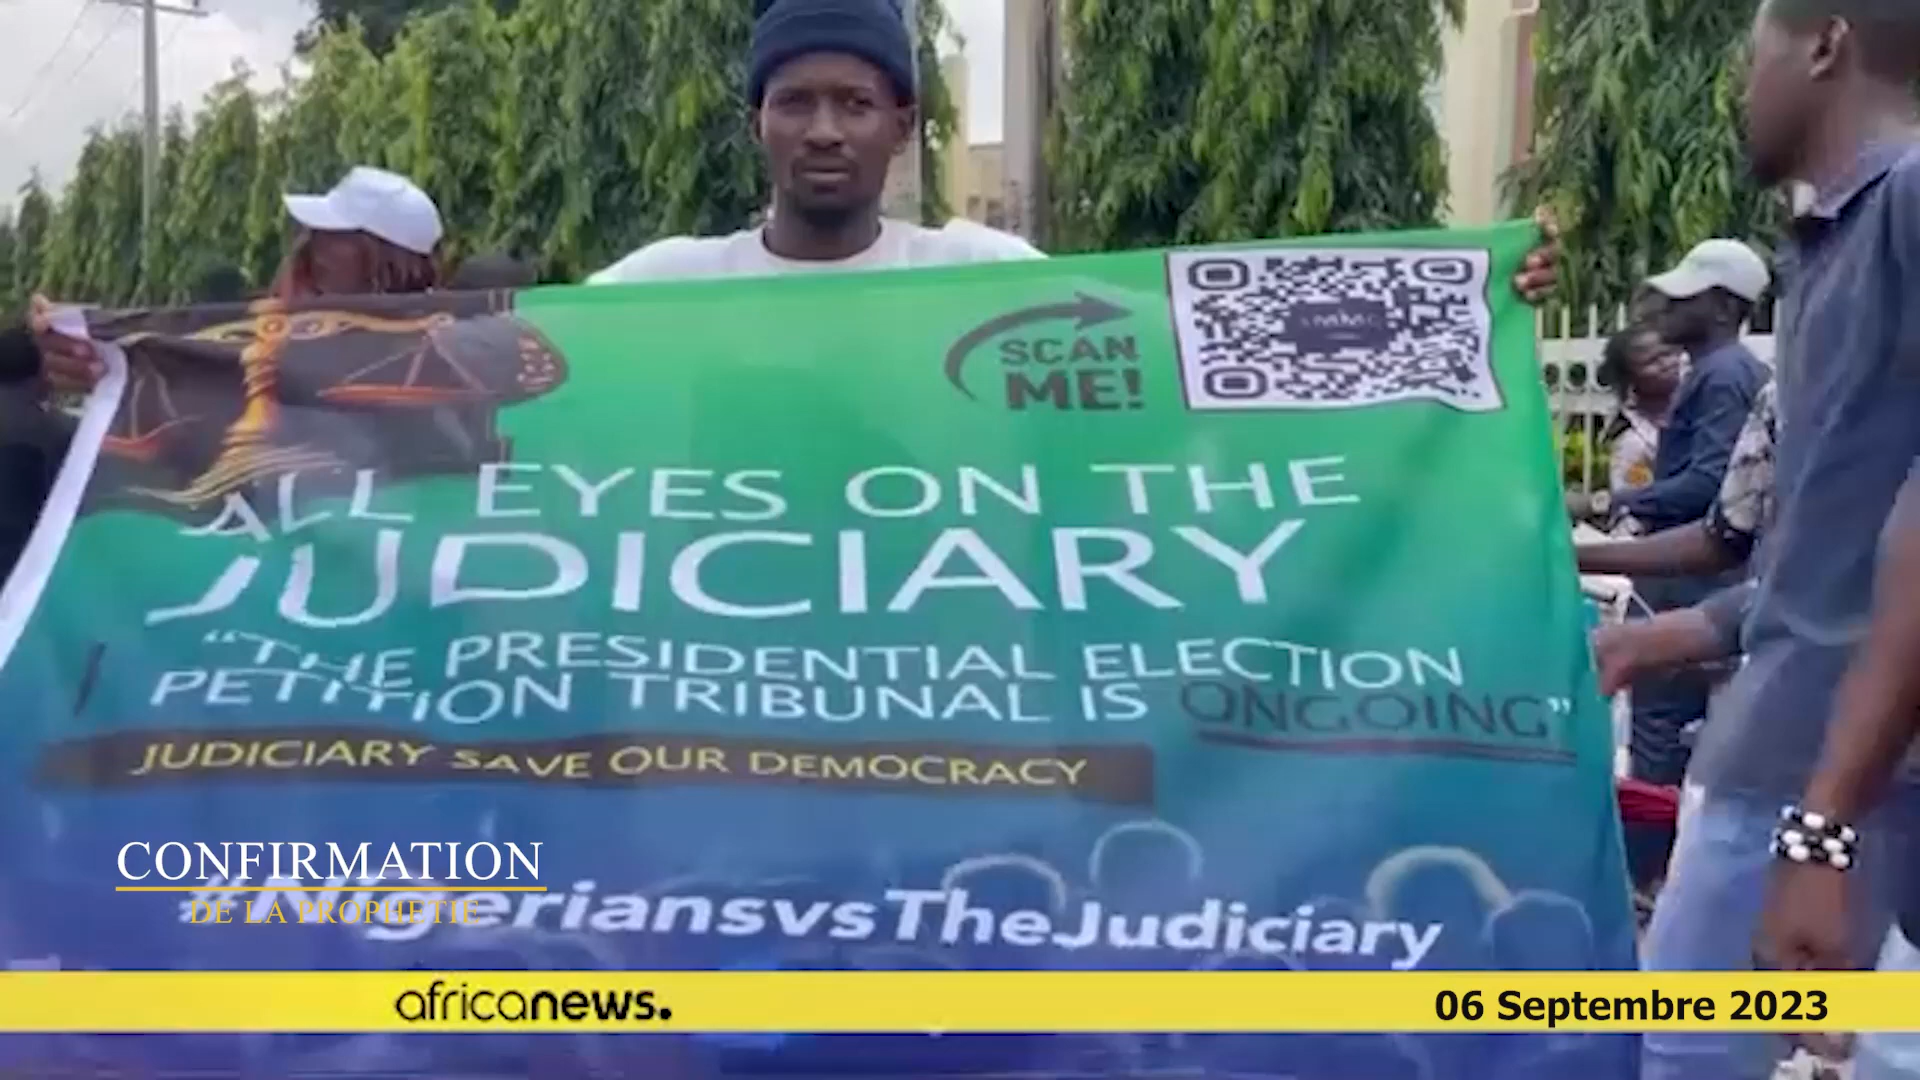 SCAN
ME!
ALL EYES ON THE
JUDICIARY
"THE PRESIDENTIAL ELECTION
PETITION TRIBUNAL IS ONGOING"
JUDICIARY SAVE OUR DEMOCRACY
#NigeriansvsTheJudiciary
CONFIRMATION
DE LA PROPHETIE
africanews.
06 Septembre 2023